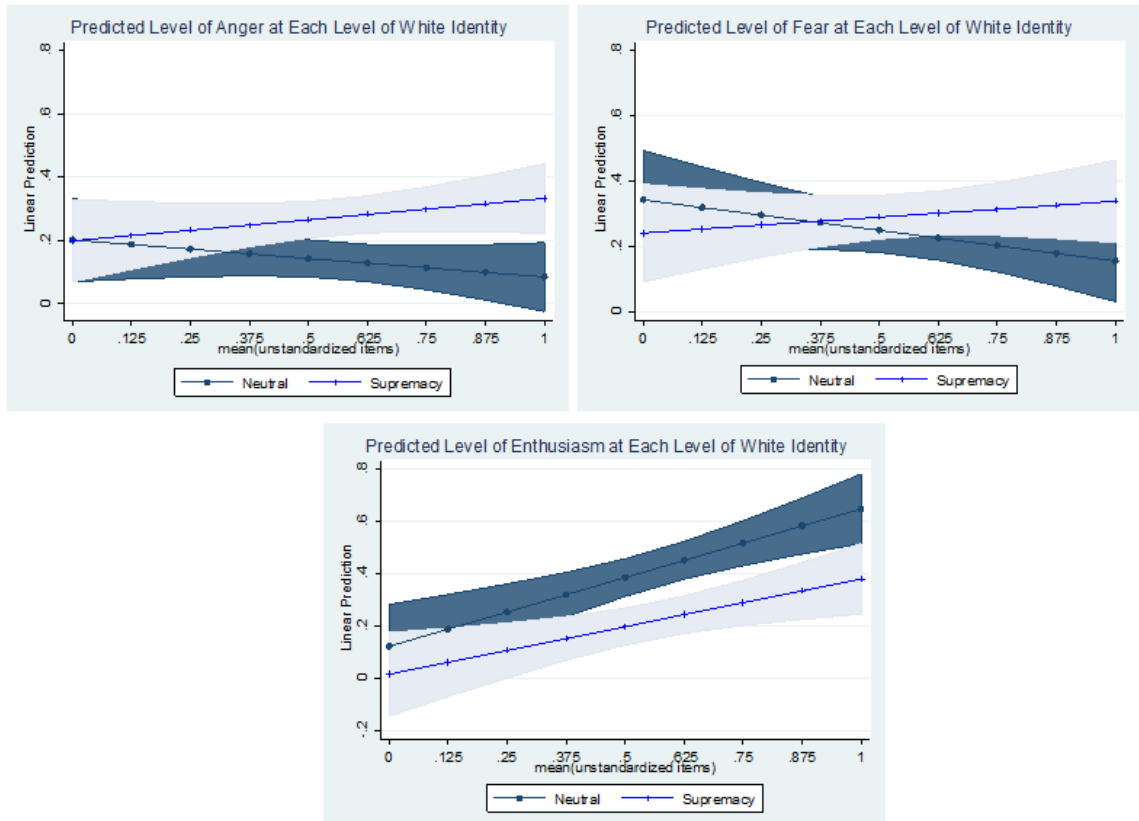 Predicted Level of Anger at Each Level of White Identity
Linear Prediction
.8
.6
.4
.2
0
0 .125 .25 .375 .5 .625 .75 .875 1
mean(unstandardized items)
Neutral Supremacy
Predicted Level of Fear at Each Level of White Identity
Linear Prediction
.8
.6
.4
.2
0
0 .125 .25 .375 .5 .625 .75 .875 1
mean(unstandardized items)
Neutral Supremacy
Predicted Level of Enthusiasm at Each Level of White Identity
Linear Prediction
.8
.6
.4
.2
0
-.2
0 .125 .25 .375 .5 .625 .75 .875 1
mean(unstandardized items)
Neutral Supremacy